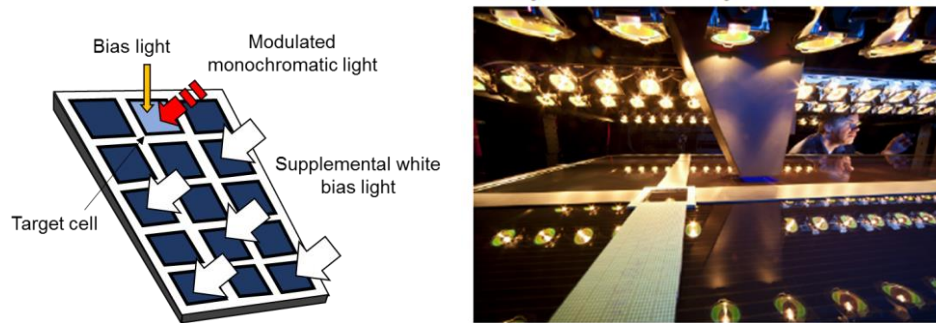 Bias light
Modulated
monochromatic light
Supplemental white
bias light
Target cell